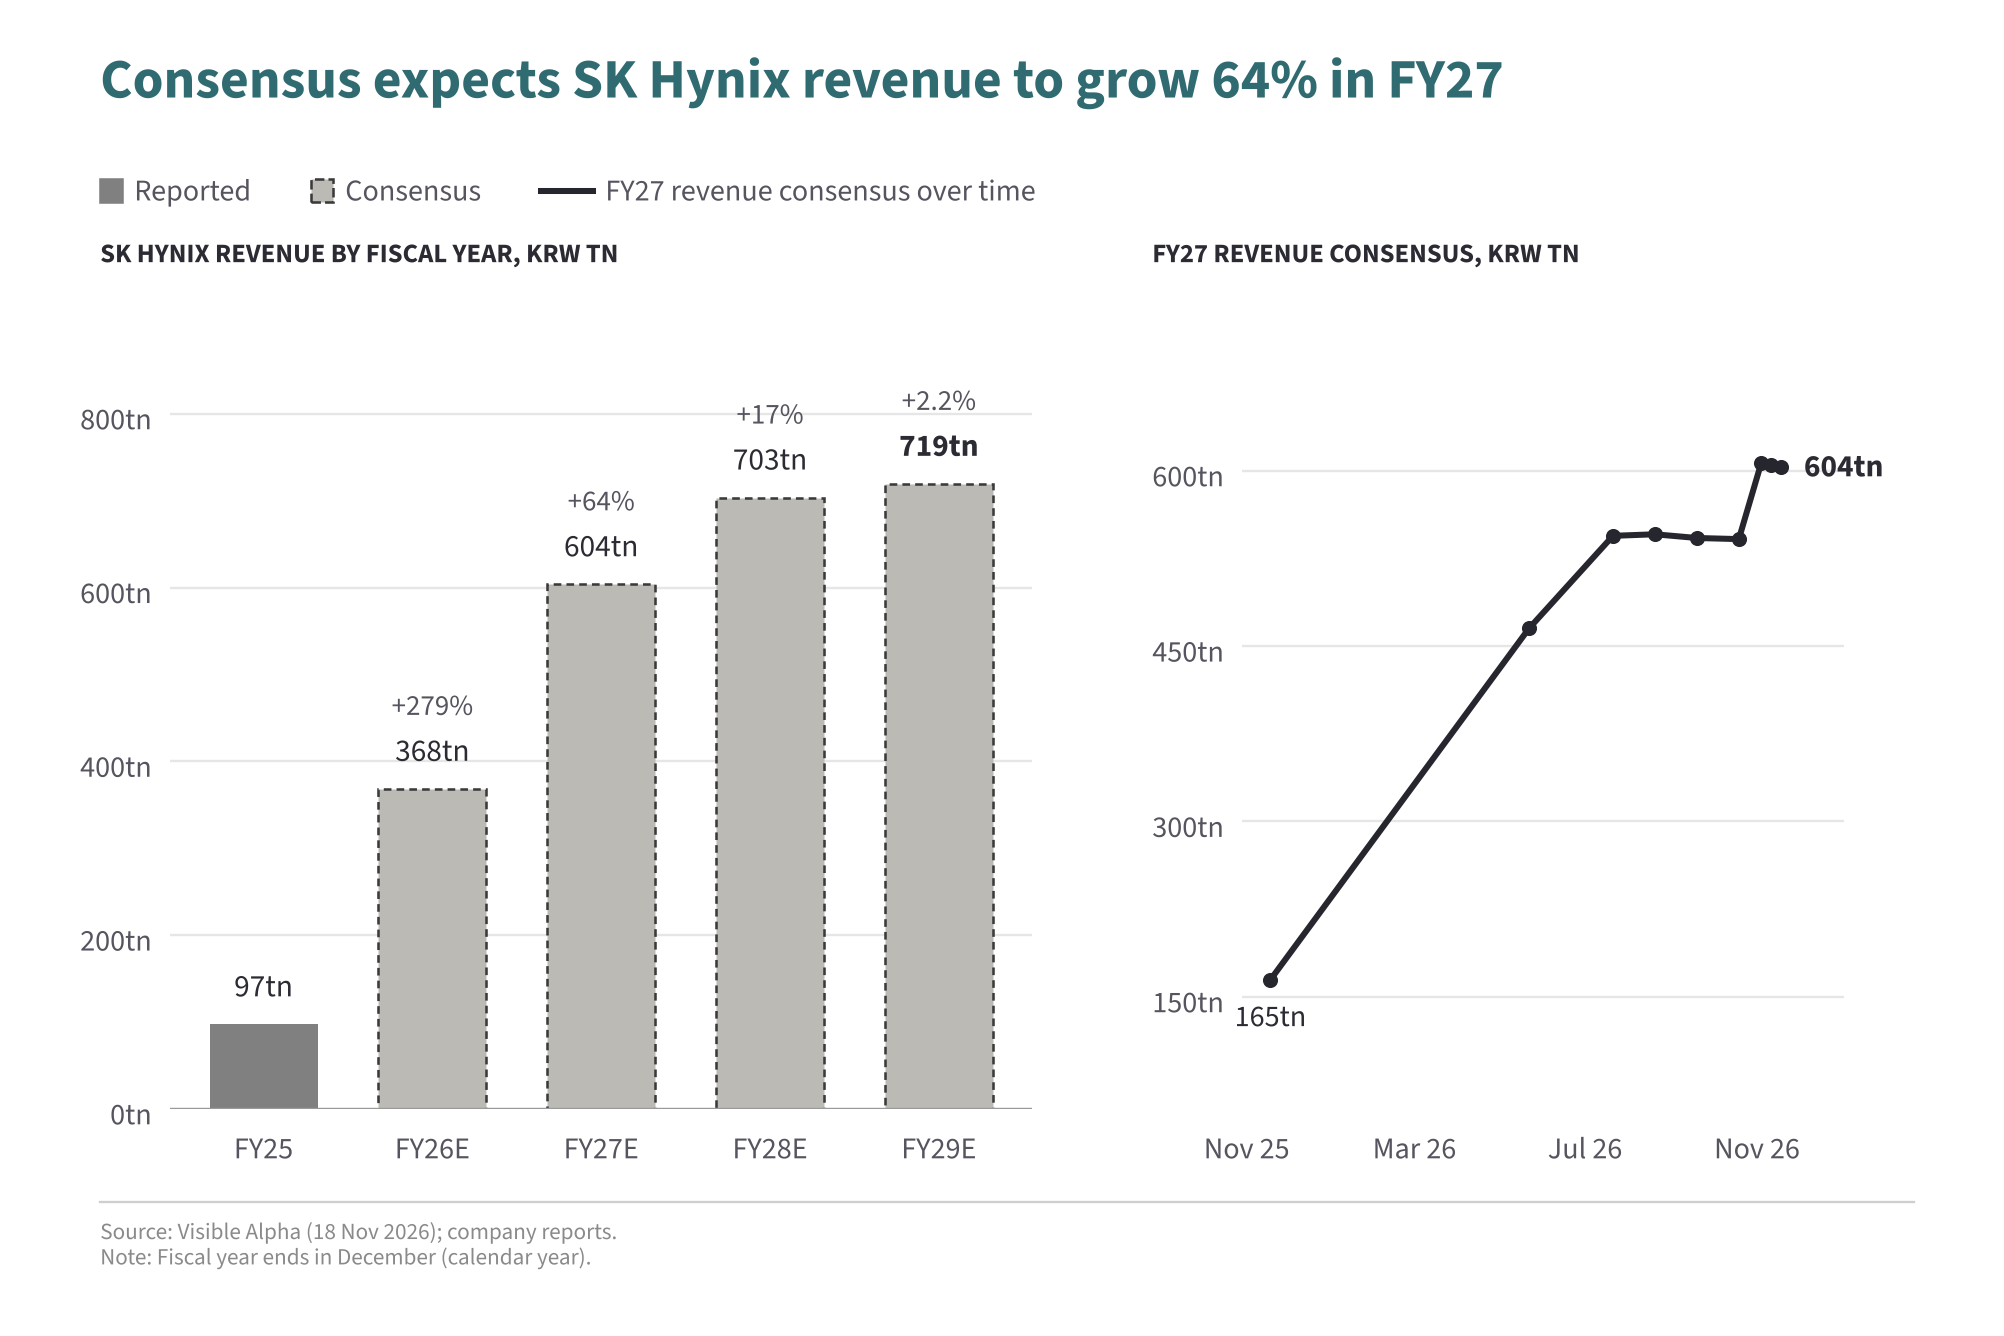 Consensus expects SK Hynix revenue to grow 64% in FY27
Reported
Consensus
FY27 revenue consensus over time
SK HYNIX REVENUE BY FISCAL YEAR, KRW TN
800tn
600tn
400tn
200tn
0tn
97tn
+279%
368tn
+64%
604tn
+17%
703tn
+2.2%
719tn
FY25
FY26E
FY27E
FY28E
FY29E
FY27 REVENUE CONSENSUS, KRW TN
600tn
450tn
300tn
150tn
165tn
604tn
Nov 25
Mar 26
Jul 26
Nov 26
Source: Visible Alpha (18 Nov 2026); company reports.
Note: Fiscal year ends in December (calendar year).